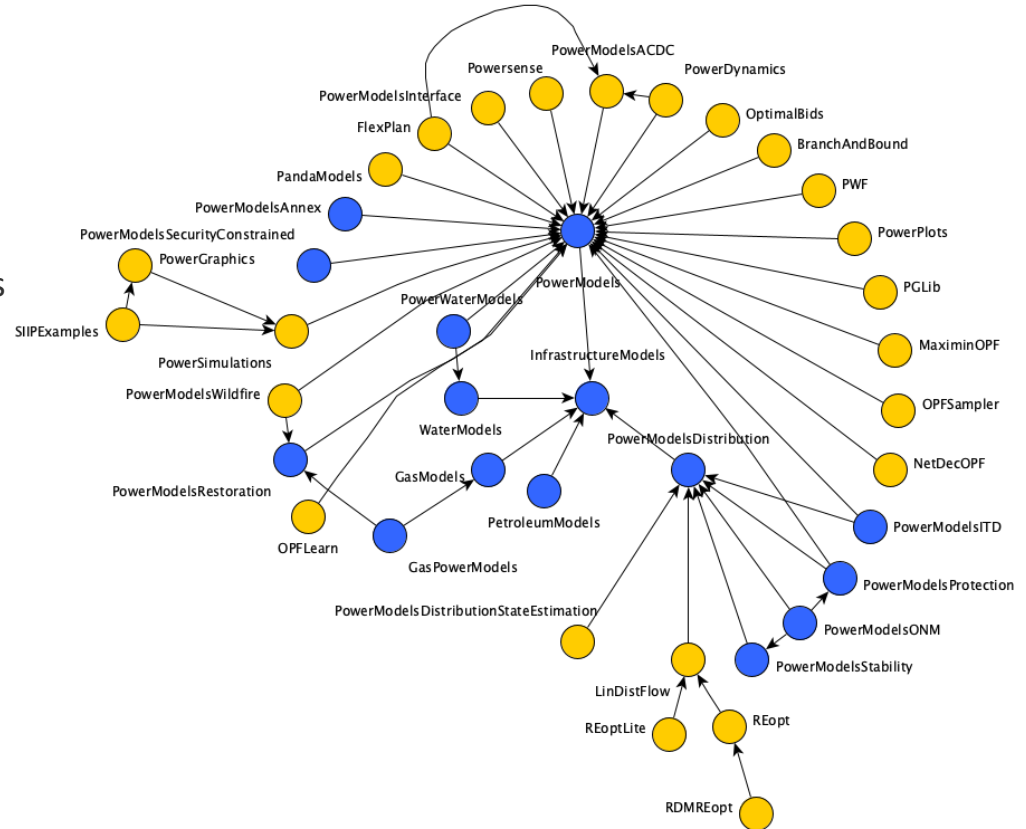 PowerModelsACDC
Powersense
PowerDynamics
PowerModelsInterface
OptimalBids
FlexPlan
BranchAndBound
PandaModels
PWF
PowerModelsAnnex
PowerModelsSecurityConstrained
PowerPlots
PowerGraphics
s
PowerModels
PGLib
PowerWaterModels
SIIPExamples
MaximinOPF
InfrastructureModels
PowerSimulations
PowerModelsWildfire
OPFSampler
WaterModels
PowerModelsDistribution
NetDecOPF
GasModels
PowerModelsRestoration
PetroleumModels
PowerModelsITD
OPFLearn
GasPowerModels
PowerModelsProtection
PowerModelsDistributionStateEstimation
PowerModelsONM
PowerModelsStability
LinDistFlow
REoptLite
REopt
RDMREopt